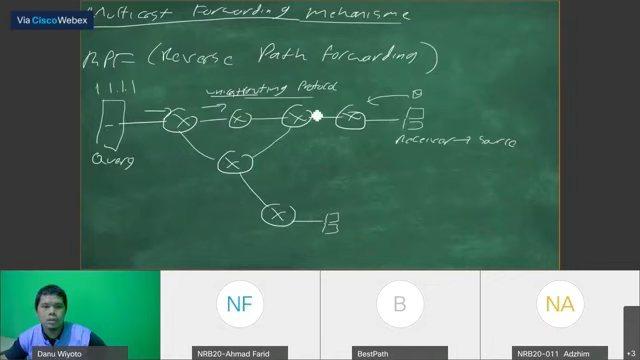 Via CiscoWebex
Multicast Forwarding Mechanisme
RPF (Reverse Path Forwarding)
1.1.1.1
Unicast routing Protocol
Receiver → Source
NF
B
NA
Danu Wiyoto
NRB20-Ahmad Farid
BestPath
NRB20-011 Adzhim
+3